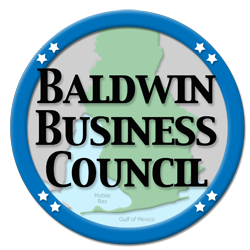 BALDWIN
BUSINESS
COUNCIL
Mobile
Bay
Gulf of Mexico